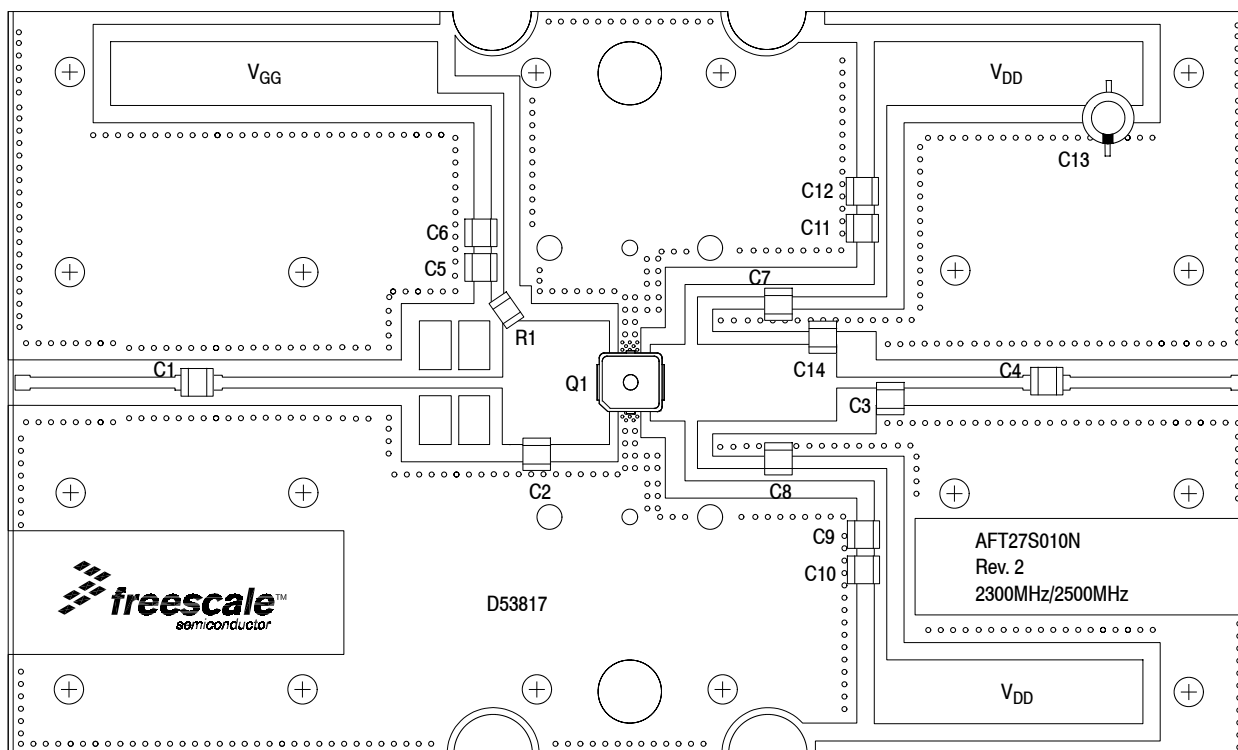 VGG
VDD
C13
C12
C11
C6
C5
C7
R1
C14
C1
C4
Q1
C3
C2
C8
C9
C10
AFT27S010N
Rev. 2
2300MHz/2500MHz
freescale™
semiconductor
D53817
VDD